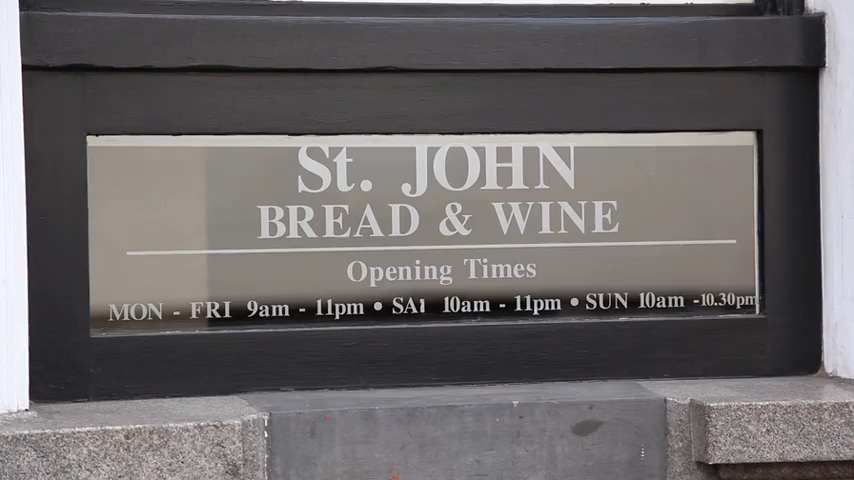 St. JOHN
BREAD & WINE
Opening Times
MON - FRI 9am - 11pm • SAT 10am - 11pm • SUN 10am -10.30pm